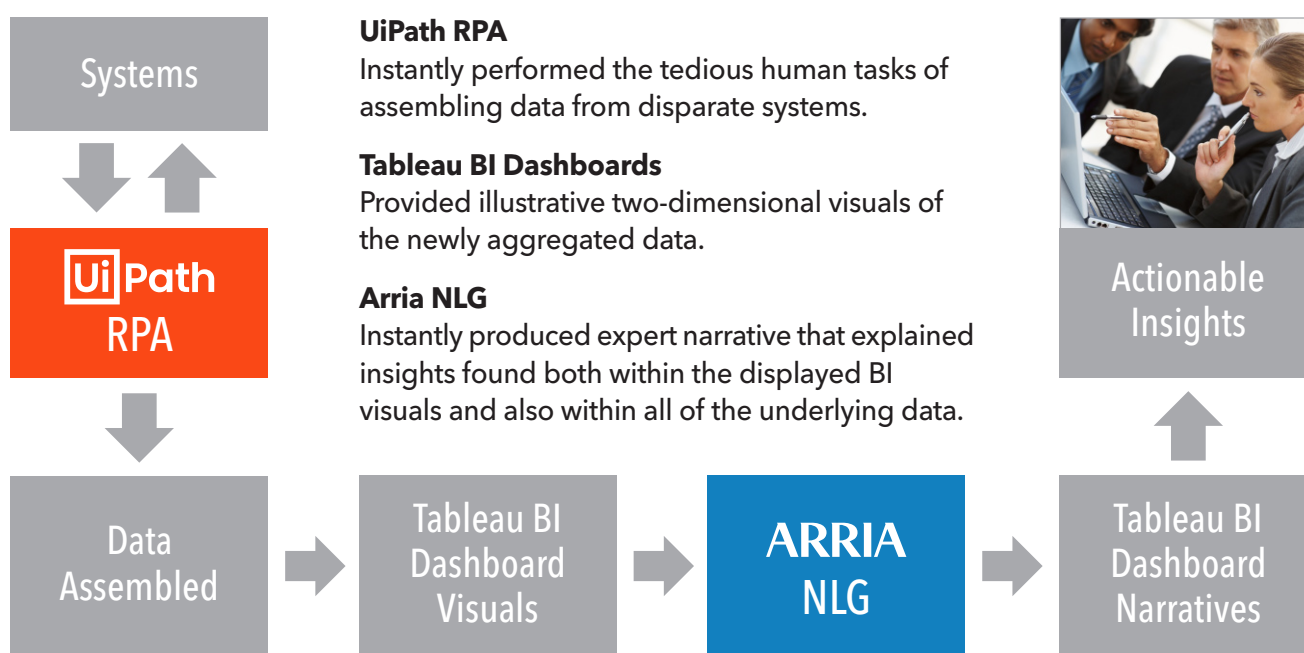 Systems
UiPath
RPA
Data
Assembled
UiPath RPA
Instantly performed the tedious human tasks of
assembling data from disparate systems.
Tableau BI Dashboards
Provided illustrative two-dimensional visuals of
the newly aggregated data.
Arria NLG
Instantly produced expert narrative that explained
insights found both within the displayed BI
visuals and also within all of the underlying data.
Tableau BI
Dashboard
Visuals
ARRIA
NLG
Tableau BI
Dashboard
Narratives
Actionable
Insights